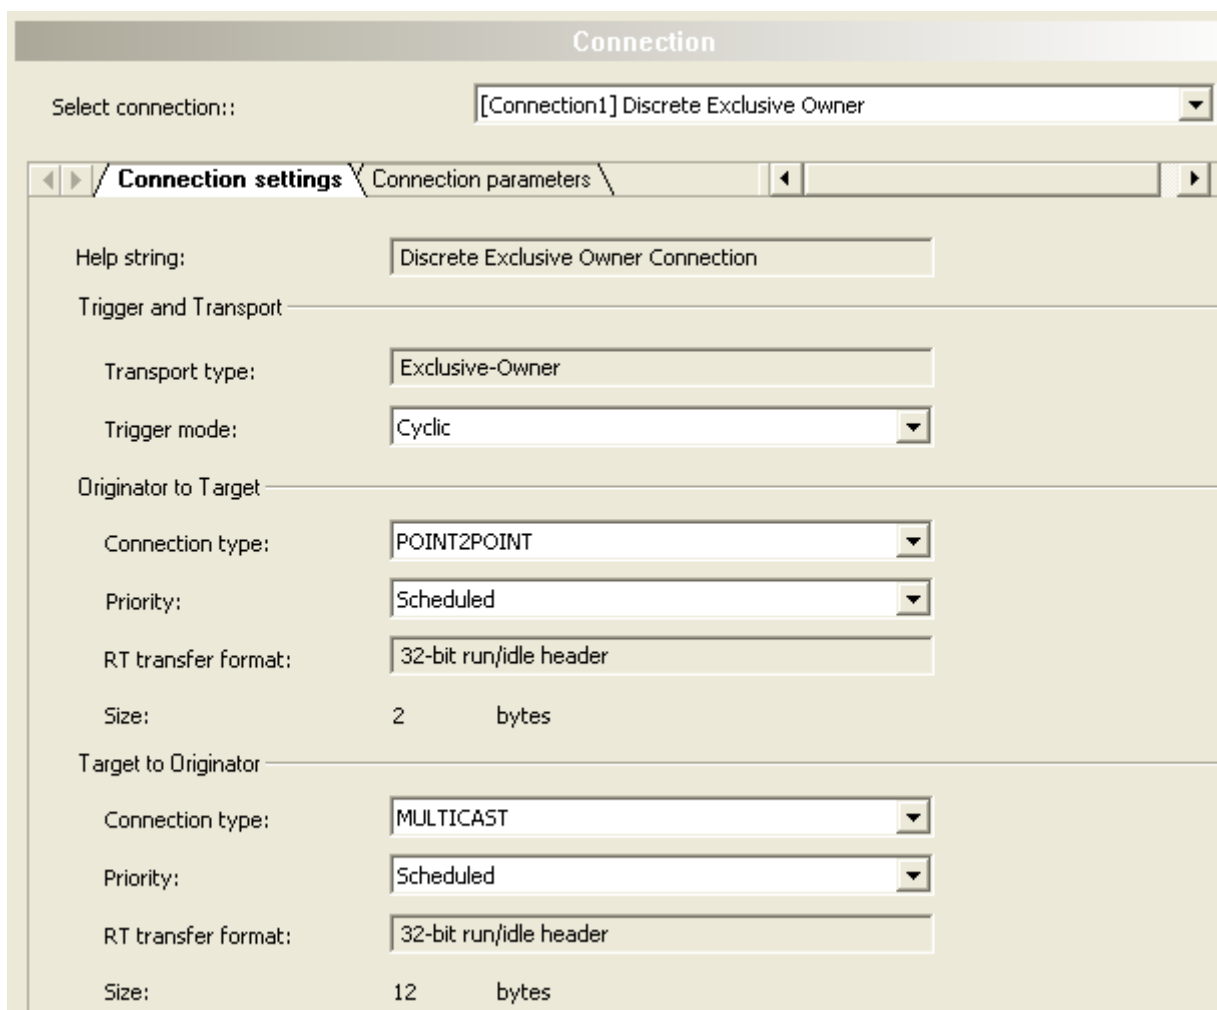 Connection
Select connection:: [Connection1] Discrete Exclusive Owner
Connection settings Connection parameters
Help string: Discrete Exclusive Owner Connection
Trigger and Transport
Transport type: Exclusive-Owner
Trigger mode: Cyclic
Originator to Target
Connection type: POINT2POINT
Priority: Scheduled
RT transfer format: 32-bit run/idle header
Size: 2 bytes
Target to Originator
Connection type: MULTICAST
Priority: Scheduled
RT transfer format: 32-bit run/idle header
Size: 12 bytes